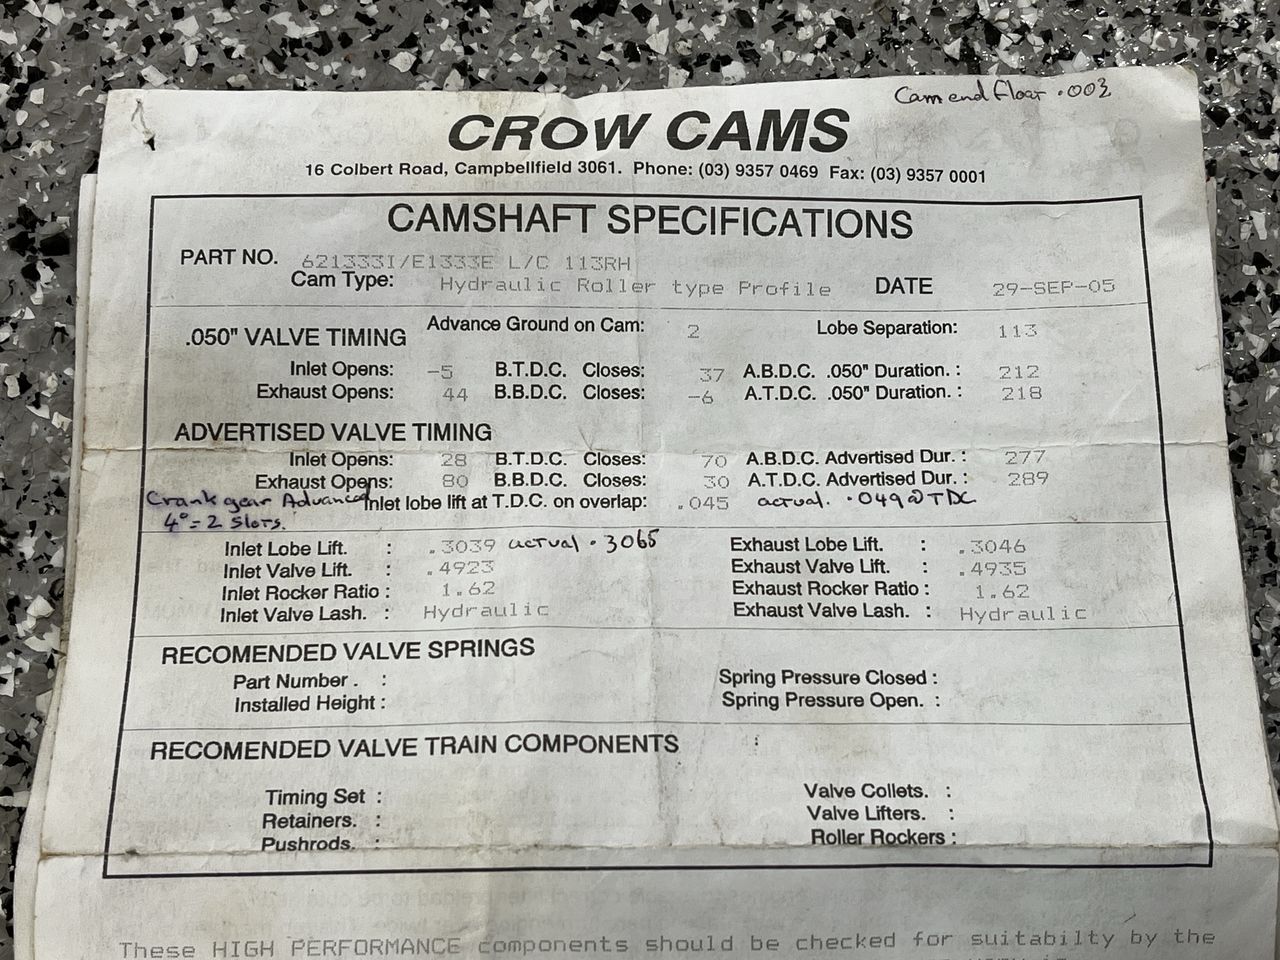 Cam end float .003
CROW CAMS
16 Colbert Road, Campbellfield 3061. Phone: (03) 9357 0469 Fax: (03) 9357 0001
CAMSHAFT SPECIFICATIONS
PART NO. 621333I/E1333E L/C 113RH
Cam Type: Hydraulic Roller type Profile DATE 29-SEP-05
.050" VALVE TIMING Advance Ground on Cam: 2 Lobe Separation: 113
Inlet Opens: -5 B.T.D.C. Closes: 37 A.B.D.C. .050" Duration. : 212
Exhaust Opens: 44 B.B.D.C. Closes: -6 A.T.D.C. .050" Duration. : 218
ADVERTISED VALVE TIMING
Inlet Opens: 28 B.T.D.C. Closes: 70 A.B.D.C. Advertised Dur. : 277
Exhaust Opens: 80 B.B.D.C. Closes: 30 A.T.D.C. Advertised Dur. : 289
Crank gear Advance Inlet lobe lift at T.D.C. on overlap: .045 actual. .049@TDC
4°= 2 slots.
Inlet Lobe Lift. : .3039 actual .3065 Exhaust Lobe Lift. : .3046
Inlet Valve Lift. : .4923 Exhaust Valve Lift. : .4935
Inlet Rocker Ratio : 1.62 Exhaust Rocker Ratio : 1.62
Inlet Valve Lash. : Hydraulic Exhaust Valve Lash. : Hydraulic
RECOMENDED VALVE SPRINGS
Part Number . : Spring Pressure Closed :
Installed Height : Spring Pressure Open. :
RECOMENDED VALVE TRAIN COMPONENTS :
Timing Set : Valve Collets. :
Retainers. : Valve Lifters. :
Pushrods. : Roller Rockers :
These HIGH PERFORMANCE components should be checked for suitabilty by the